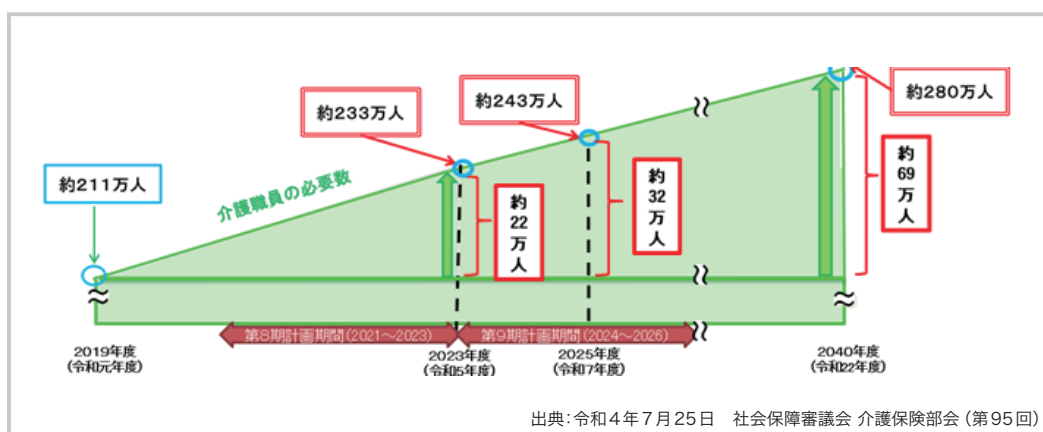 約211万人
介護職員の必要数
約233万人
約22万人
約243万人
約32万人
約280万人
約69万人
第8期計画期間(2021～2023)
第9期計画期間(2024～2026)
2019年度
(令和元年度)
2023年度
(令和5年度)
2025年度
(令和7年度)
2040年度
(令和22年度)
出典:令和4年7月25日　社会保障審議会 介護保険部会 (第95回)